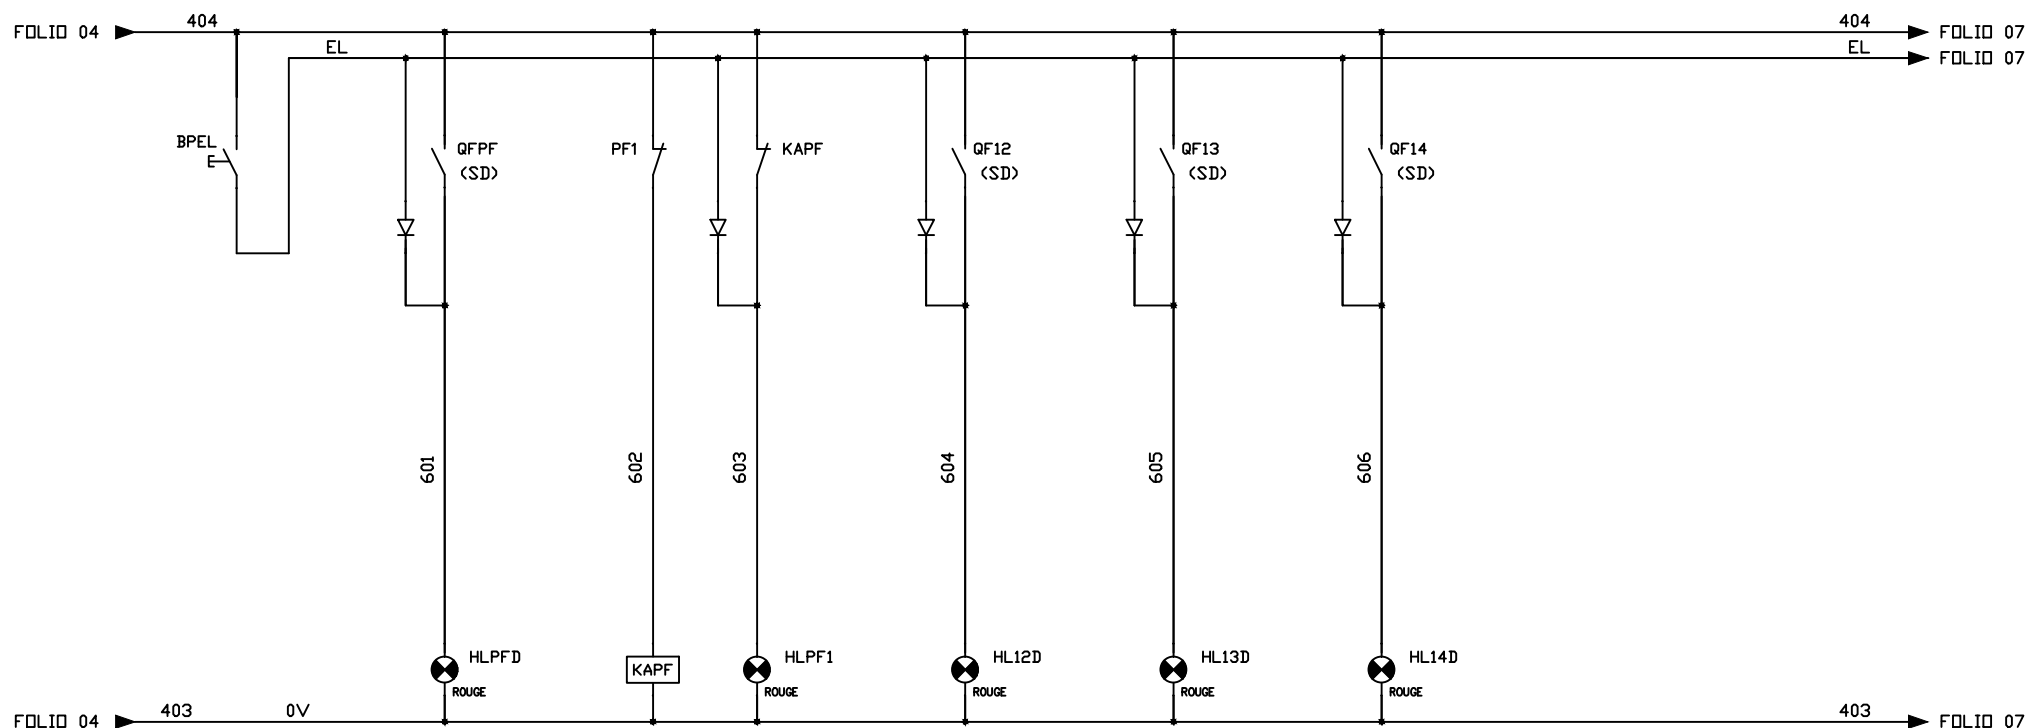 404 404
FOLIO 04 FOLIO 07
EL EL
FOLIO 07
BPEL QFPF PF1 KAPF QF12 QF13 QF14
(SD) (SD) (SD) (SD)
601 602 603 604 605 606
HLPFD KAPF HLPF1 HL12D HL13D HL14D
ROUGE ROUGE ROUGE ROUGE ROUGE
403 0V 403
FOLIO 04 FOLIO 07